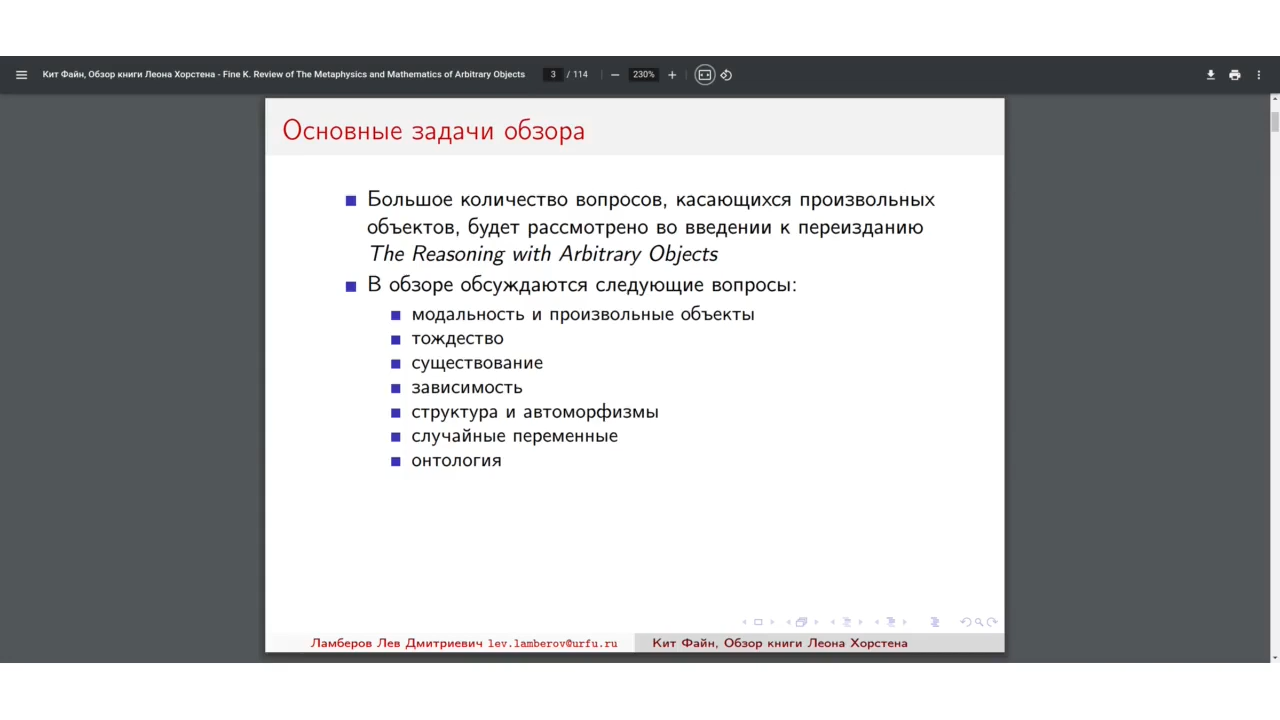 Кит Файн, Обзор книги Леона Хорстена - Fine K. Review of The Metaphysics and Mathematics of Arbitrary Objects 3 / 114 230%
Основные задачи обзора
Большое количество вопросов, касающихся произвольных
объектов, будет рассмотрено во введении к переизданию
The Reasoning with Arbitrary Objects
В обзоре обсуждаются следующие вопросы:
модальность и произвольные объекты
тождество
существование
зависимость
структура и автоморфизмы
случайные переменные
онтология
Ламберов Лев Дмитриевич lev.lamberov@urfu.ru Кит Файн, Обзор книги Леона Хорстена